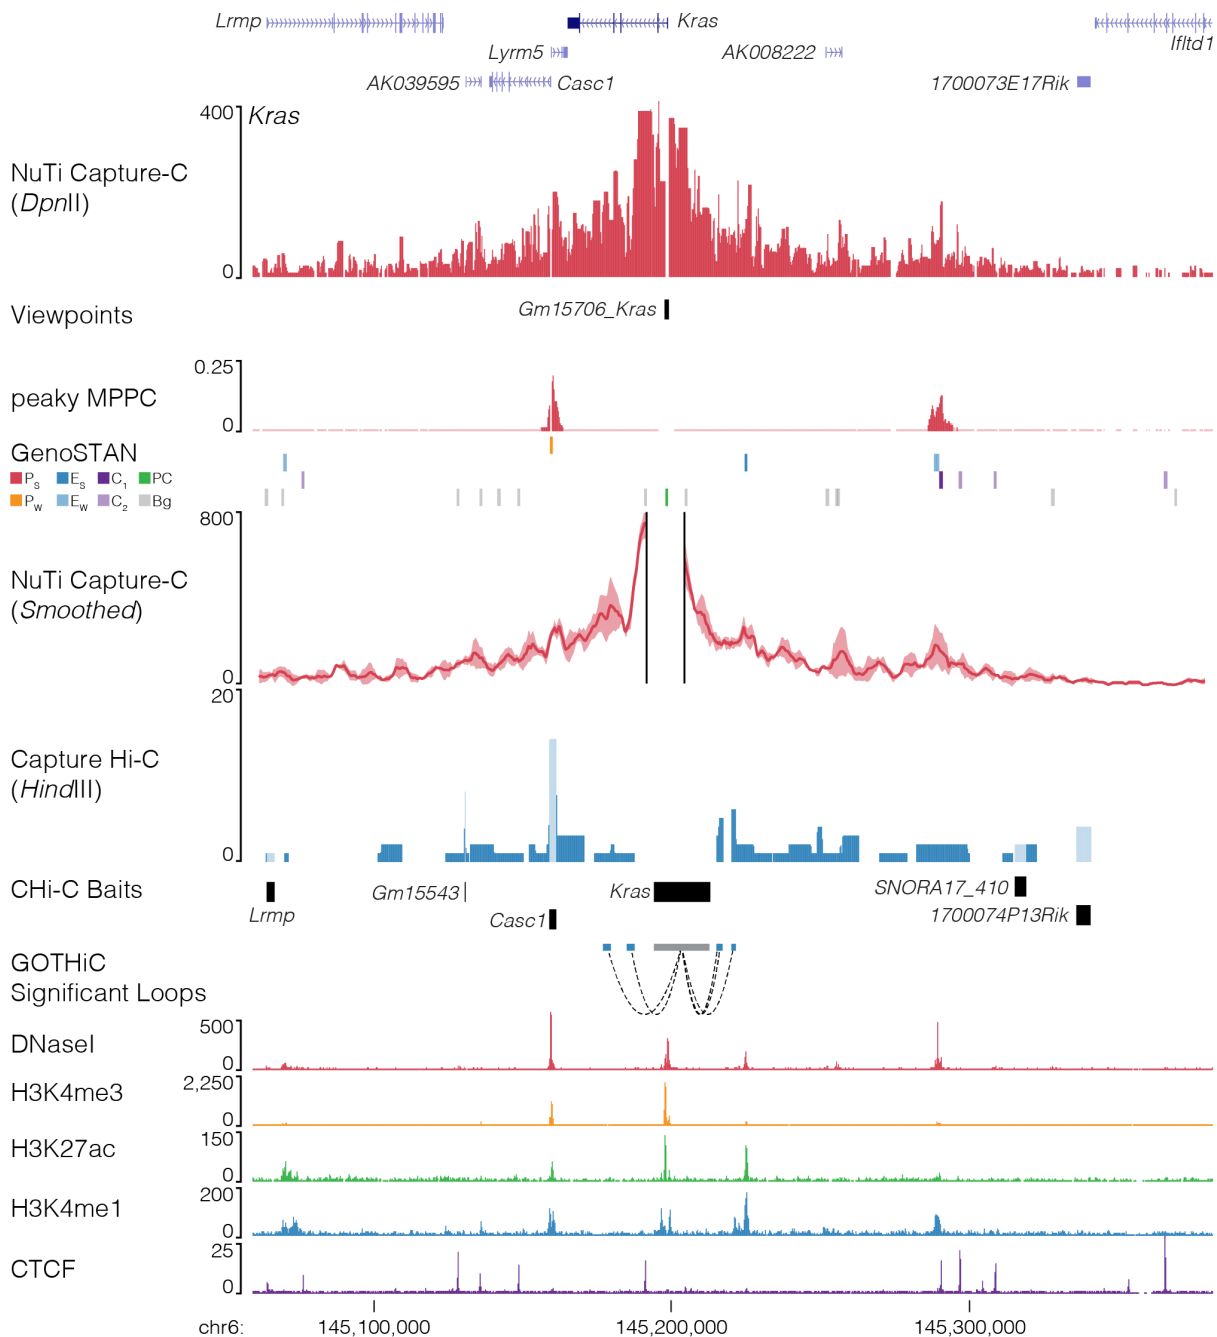 Lrmp
Kras
Ifltd1
Lyrm5
AK008222
AK039595
Casc1
1700073E17Rik
400
Kras
NuTi Capture-C
(DpnII)
0
Viewpoints
Gm15706_Kras
0.25
peaky MPPC
0
GenoSTAN
Ps Es C1 PC
Pw Ew C2 Bg
800
NuTi Capture-C
(Smoothed)
0
20
Capture Hi-C
(HindIII)
0
CHi-C Baits
Lrmp
Gm15543
Casc1
Kras
SNORA17_410
1700074P13Rik
GOTHiC
Significant Loops
500
DNaseI
0
2,250
H3K4me3
0
150
H3K27ac
0
200
H3K4me1
0
25
CTCF
0
chr6: 145,100,000 145,200,000 145,300,000